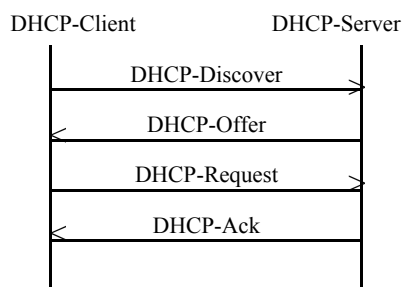 DHCP-Client DHCP-Server
DHCP-Discover
DHCP-Offer
DHCP-Request
DHCP-Ack